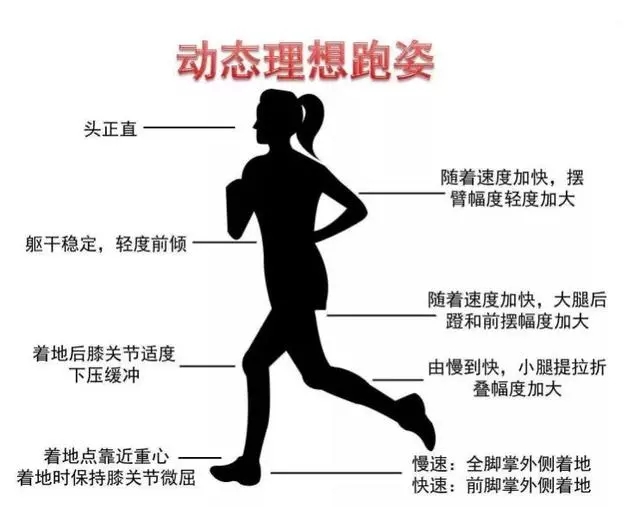 动态理想跑姿
头正直
随着速度加快，摆
臂幅度轻度加大
躯干稳定，轻度前倾
随着速度加快，大腿后
蹬和前摆幅度加大
着地后膝关节适度
下压缓冲
由慢到快，小腿提拉折
叠幅度加大
着地点靠近重心
着地时保持膝关节微屈
慢速：全脚掌外侧着地
快速：前脚掌外侧着地